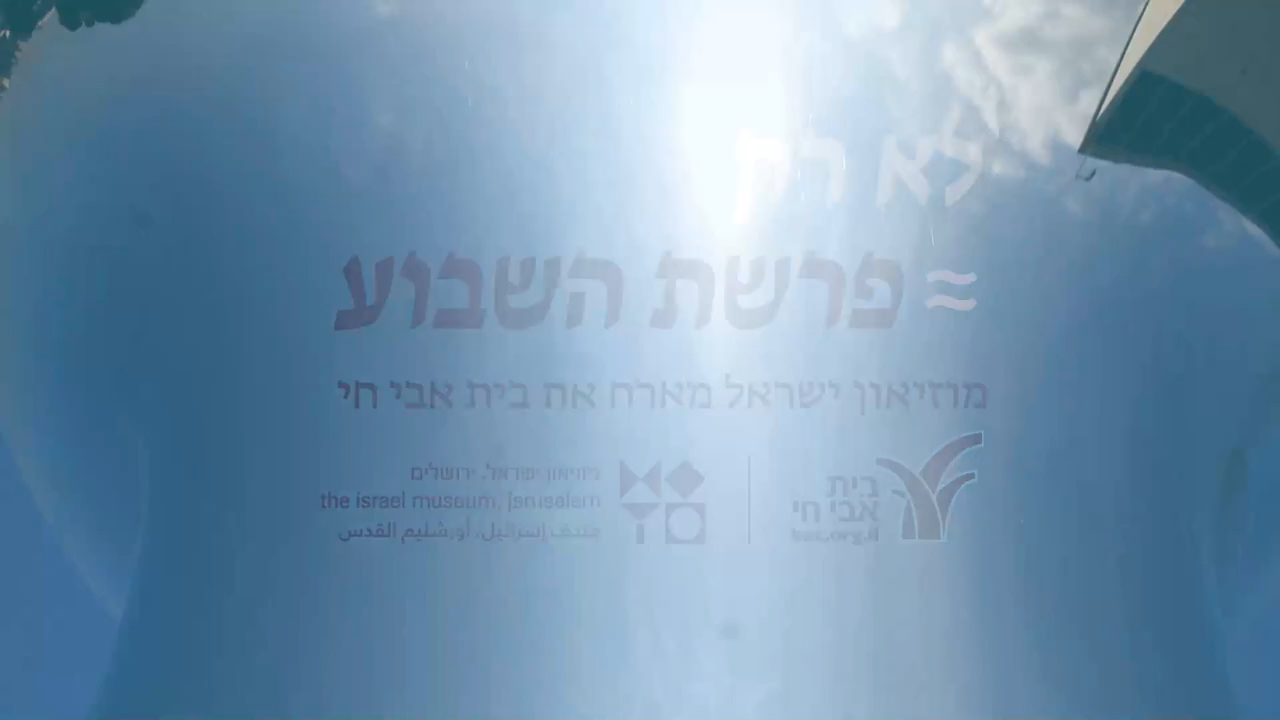 לא רק
פרשת השבוע
מוזיאון ישראל מארח את בית אבי חי
בית
אבי חי
bac.org.il
מוזיאון ישראל, ירושלים
the israel museum, jerusalem
متحف إسرائيل، أورشليم القدس